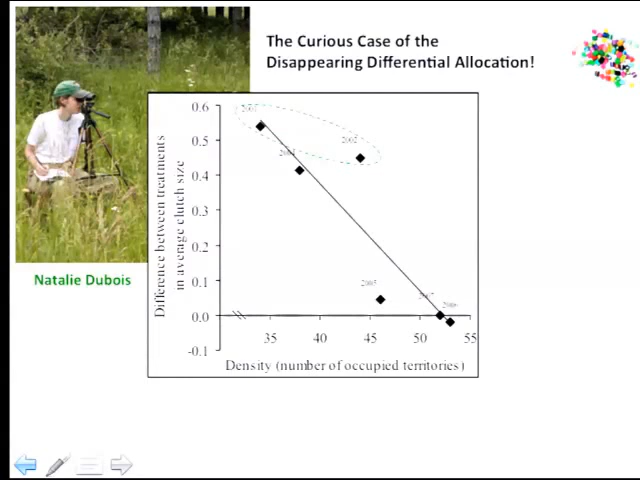 The Curious Case of the
Disappearing Differential Allocation!
Natalie Dubois
Difference between treatments
in average clutch size
0.6
0.5
0.4
0.3
0.2
0.1
0.0
-0.1
2002
2005
35
40
45
50
55
Density (number of occupied territories)